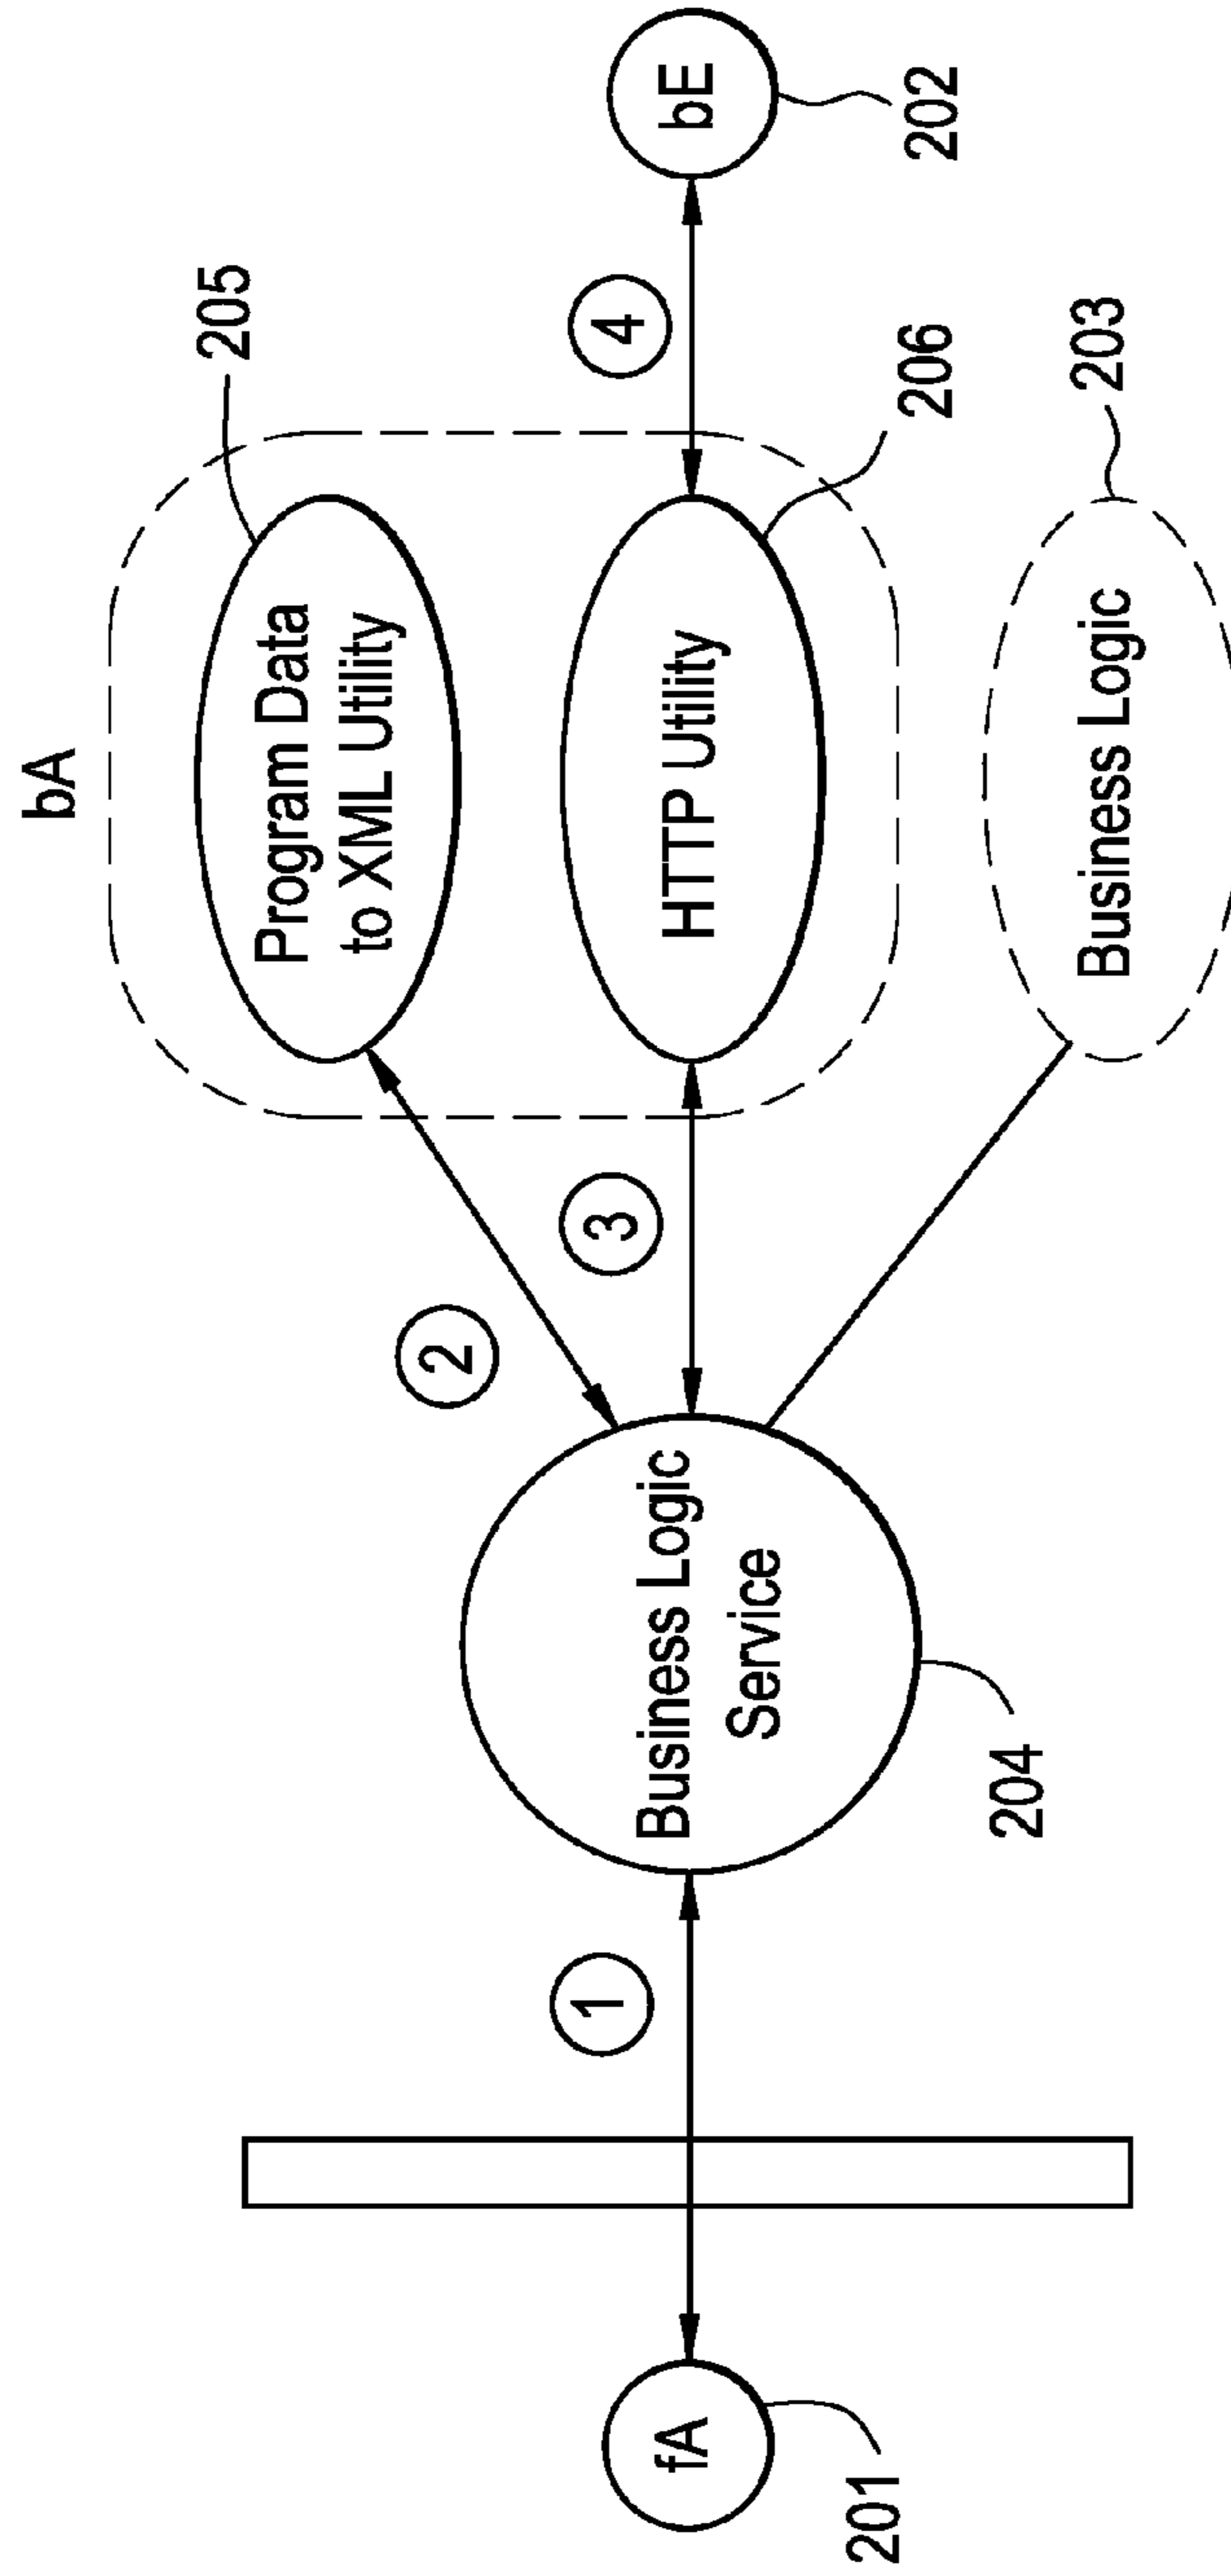 bA
205
Program Data
to XML Utility
2
4
bE
202
1
3
HTTP Utility
206
fA
201
Business Logic
Service
204
Business Logic
203